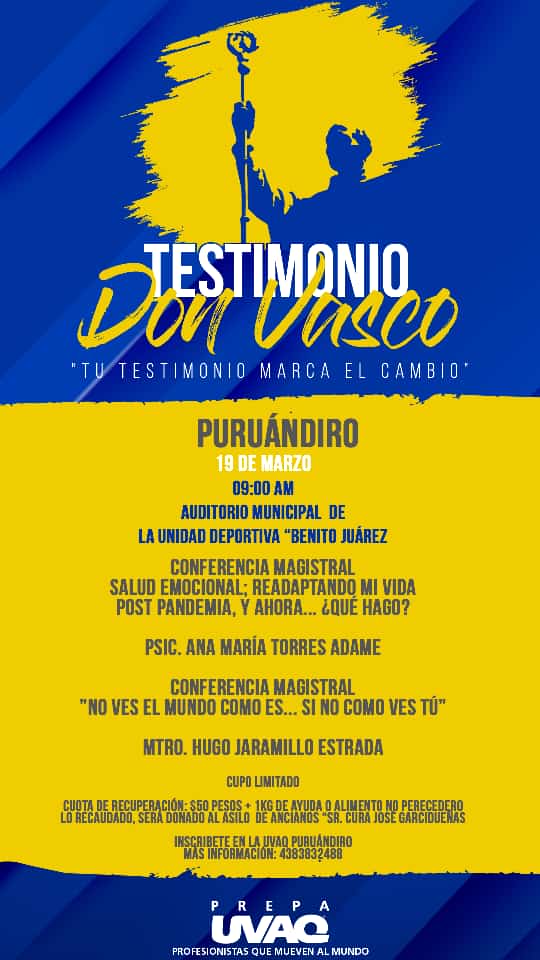 TESTIMONIO
Don Vasco
"TU TESTIMONIO MARCA EL CAMBIO"
PURUÁNDIRO
19 DE MARZO
09:00 AM
AUDITORIO MUNICIPAL DE
LA UNIDAD DEPORTIVA "BENITO JUÁREZ
CONFERENCIA MAGISTRAL
SALUD EMOCIONAL; READAPTANDO MI VIDA
POST PANDEMIA, Y AHORA... ¿QUÉ HAGO?
PSIC. ANA MARÍA TORRES ADAME
CONFERENCIA MAGISTRAL
"NO VES EL MUNDO COMO ES... SI NO COMO VES TÚ"
MTRO. HUGO JARAMILLO ESTRADA
CUPO LIMITADO
CUOTA DE RECUPERACIÓN: $50 PESOS + 1KG DE AYUDA O ALIMENTO NO PERECEDERO
LO RECAUDADO, SERÁ DONADO AL ASILO DE ANCIANOS "SR. CURA JOSÉ GARCIDUEÑAS
INSCRIBETE EN LA UVAQ PURUÁNDIRO
MÁS INFORMACIÓN: 4383832488
PREPA
UVAQ
PROFESIONISTAS QUE MUEVEN AL MUNDO